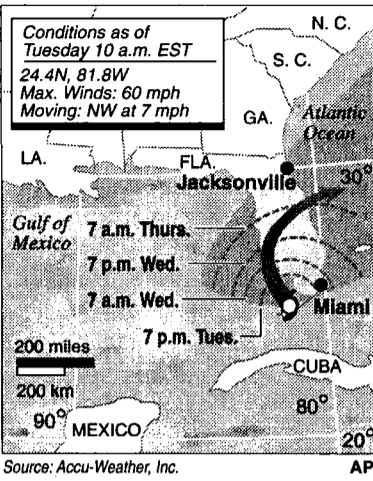 Conditions as of
Tuesday 10 a.m. EST
24.4N, 81.8W
Max. Winds: 60 mph
Moving: NW at 7 mph
N. C.
S. C.
GA.
Atlantic
Ocean
LA.
FLA.
Jacksonville
30°
Gulf of
Mexico
7 a.m. Thurs.
7 p.m. Wed.
7 a.m. Wed.
7 p.m. Tues.
Miami
200 miles
200 km
CUBA
90°
80°
MEXICO
20°
Source: Accu-Weather, Inc.
AP